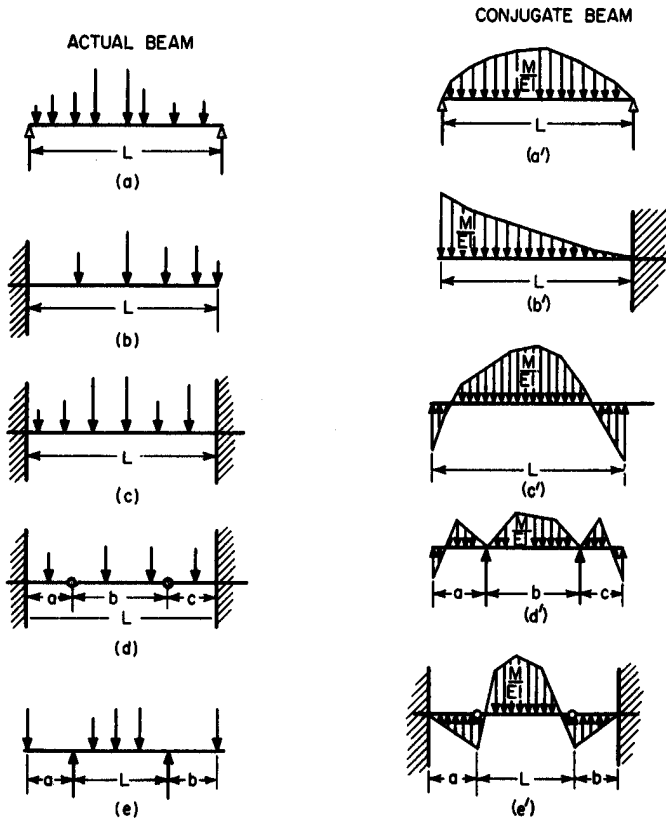 ACTUAL BEAM
CONJUGATE BEAM
L
(a)
M
EI
L
(a')
L
(b)
M
EI
L
(b')
L
(c)
M
EI
L
(c')
a b c
L
(d)
M
EI
a b c
(d')
a L b
(e)
M
EI
a L b
(e')